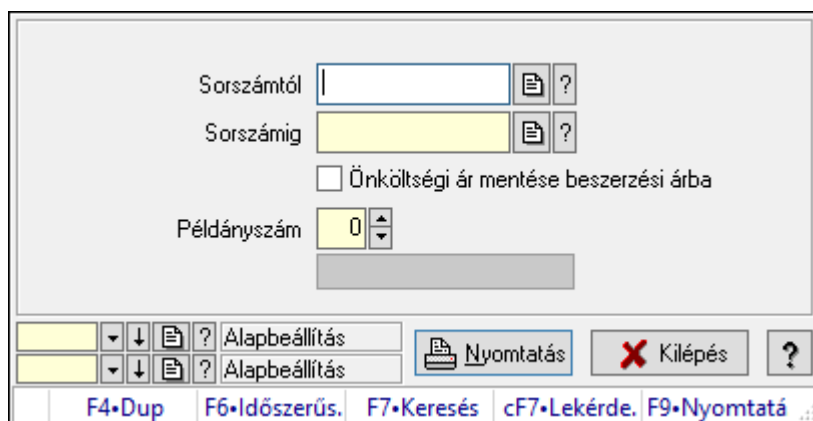 Sorszámtól ?
Sorszámig ?
Önköltségi ár mentése beszerzési árba
Példányszám 0
? Alapbeállítás
? Alapbeállítás
Nyomtatás Kilépés ?
F4•Dup F6•Időszerűs. F7•Keresés cF7•Lekérde. F9•Nyomtatá